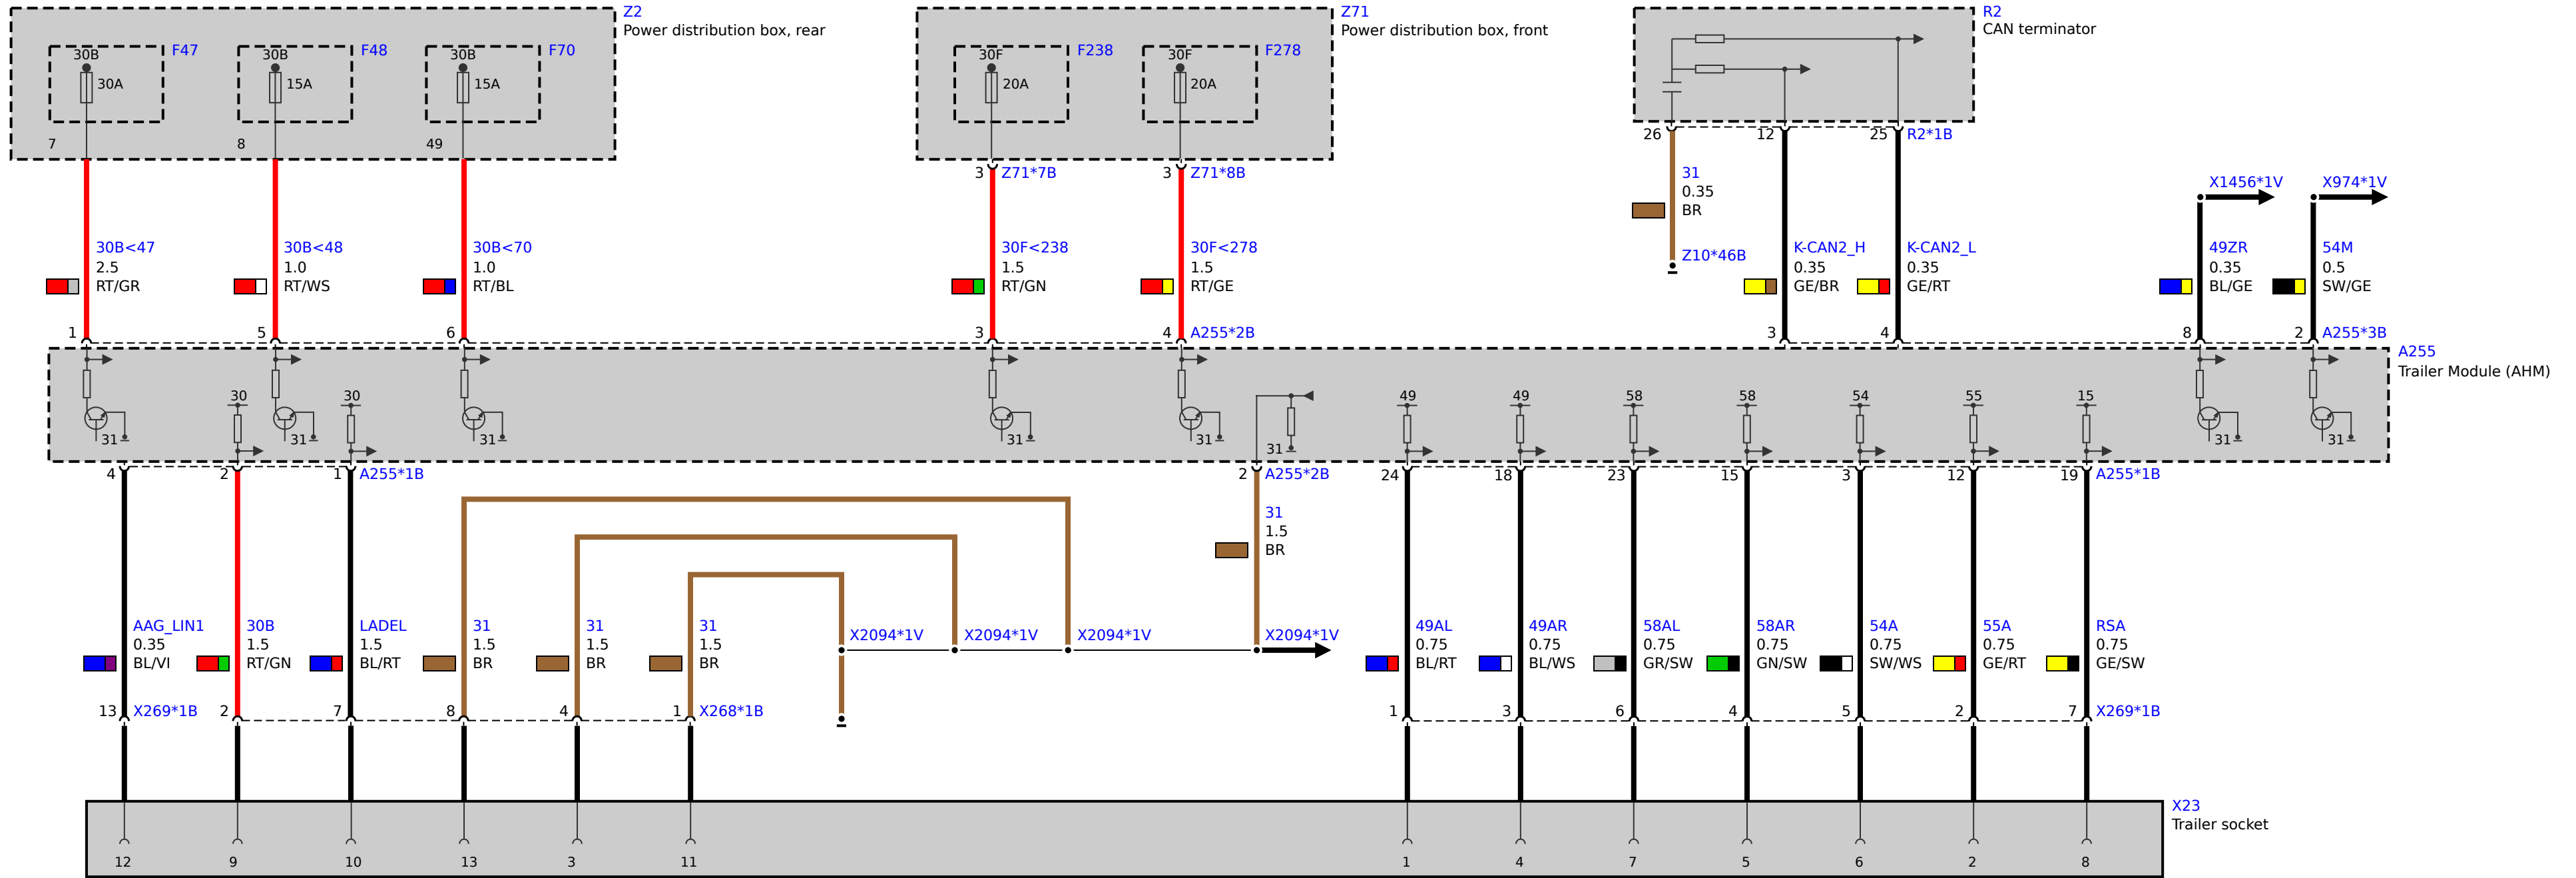 Z2
Power distribution box, rear
Z71
Power distribution box, front
R2
CAN terminator
30B
F47
30B
F48
30B
F70
30F
F238
30F
F278
30A
15A
15A
20A
20A
7
8
49
26
12
25
R2*1B
3
Z71*7B
3
Z71*8B
31
0.35
BR
X1456*1V
X974*1V
30B<47
2.5
RT/GR
30B<48
1.0
RT/WS
30B<70
1.0
RT/BL
30F<238
1.5
RT/GN
30F<278
1.5
RT/GE
Z10*46B
K-CAN2_H
0.35
GE/BR
K-CAN2_L
0.35
GE/RT
49ZR
0.35
BL/GE
54M
0.5
SW/GE
1
5
6
3
4
A255*2B
3
4
8
2
A255*3B
A255
Trailer Module (AHM)
30
30
49
49
58
58
54
55
15
31
31
31
31
31
31
31
31
4
2
1
A255*1B
2
A255*2B
24
18
23
15
3
12
19
A255*1B
31
1.5
BR
AAG_LIN1
0.35
BL/VI
30B
1.5
RT/GN
LADEL
1.5
BL/RT
31
1.5
BR
31
1.5
BR
31
1.5
BR
X2094*1V
X2094*1V
X2094*1V
X2094*1V
49AL
0.75
BL/RT
49AR
0.75
BL/WS
58AL
0.75
GR/SW
58AR
0.75
GN/SW
54A
0.75
SW/WS
55A
0.75
GE/RT
RSA
0.75
GE/SW
13
X269*1B
2
7
8
4
1
X268*1B
1
3
6
4
5
2
7
X269*1B
X23
Trailer socket
12
9
10
13
3
11
1
4
7
5
6
2
8